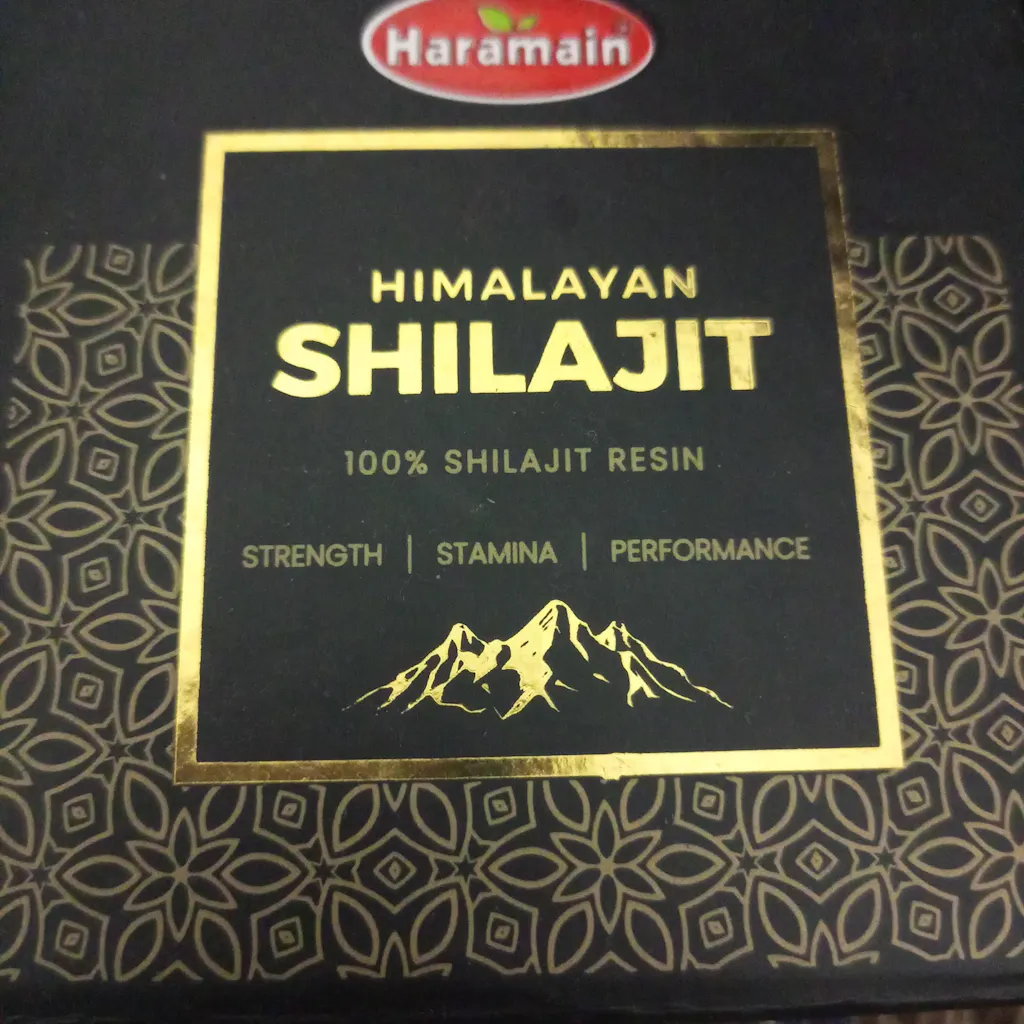 Haramain
HIMALAYAN
SHILAJIT
100% SHILAJIT RESIN
STRENGTH | STAMINA | PERFORMANCE